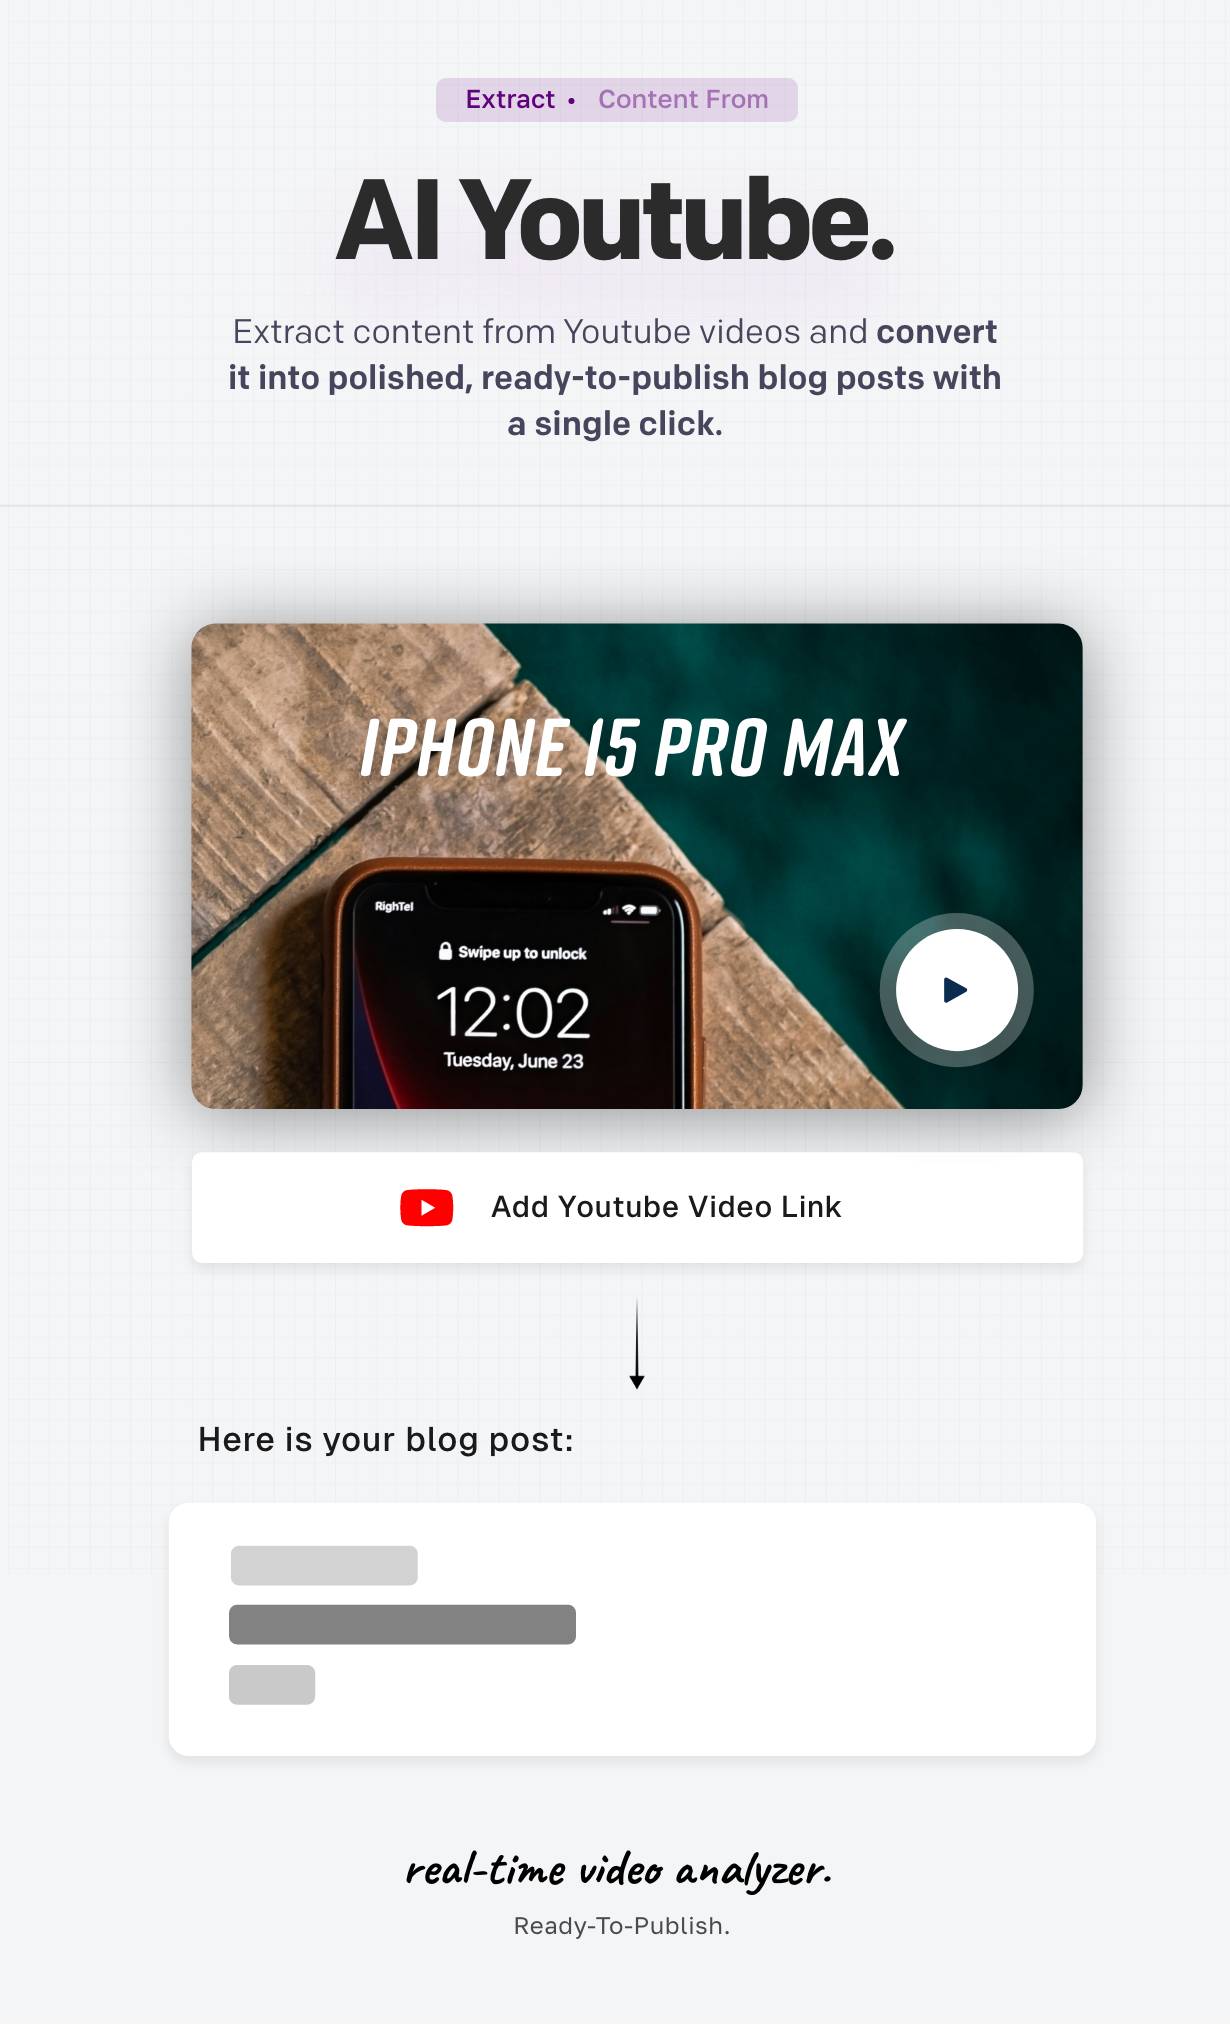 Extract • Content From
AI Youtube.
Extract content from Youtube videos and convert
it into polished, ready-to-publish blog posts with
a single click.
IPHONE 15 PRO MAX
RighTel
Swipe up to unlock
12:02
Tuesday, June 23
Add Youtube Video Link
Here is your blog post:
real-time video analyzer.
Ready-To-Publish.